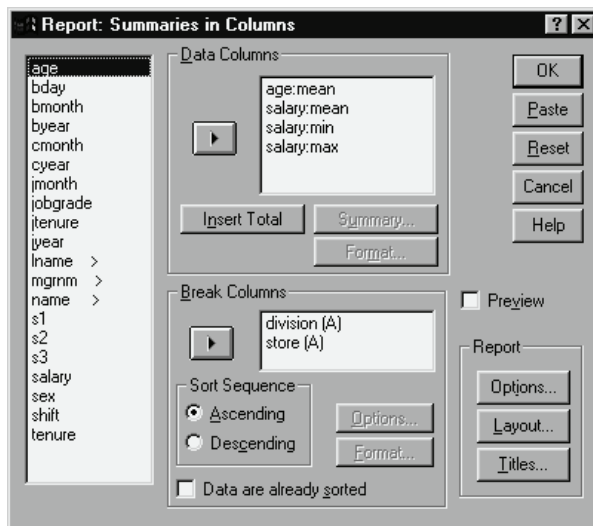 Report: Summaries in Columns
age
bday
bmonth
byear
cmonth
cyear
jmonth
jobgrade
jtenure
jyear
lname >
mgrnm >
name >
s1
s2
s3
salary
sex
shift
tenure
Data Columns
age:mean
salary:mean
salary:min
salary:max
Insert Total
Summary...
Format...
Break Columns
division (A)
store (A)
Sort Sequence
Ascending
Descending
Options...
Format...
Data are already sorted
OK
Paste
Reset
Cancel
Help
Preview
Report
Options...
Layout...
Titles...